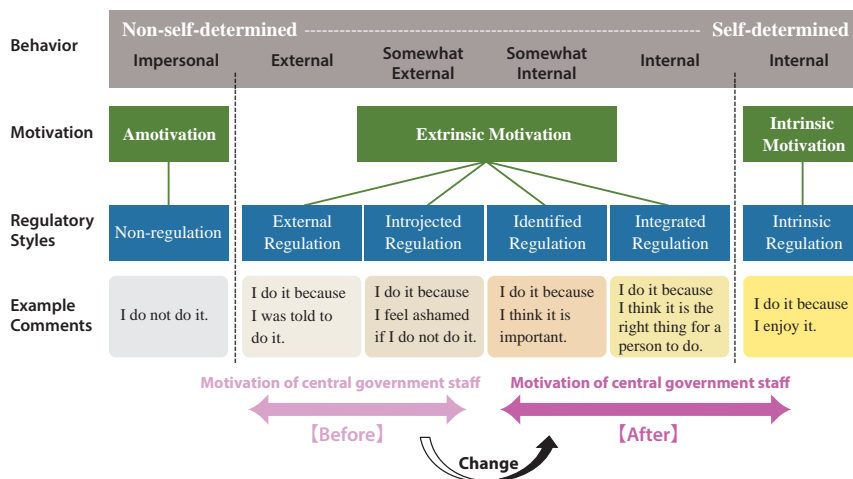 Behavior
Non-self-determined
Self-determined
Impersonal
External
Somewhat
External
Somewhat
Internal
Internal
Internal
Motivation
Amotivation
Extrinsic Motivation
Intrinsic
Motivation
Regulatory
Styles
Non-regulation
External
Regulation
Introjected
Regulation
Identified
Regulation
Integrated
Regulation
Intrinsic
Regulation
Example
Comments
I do not do it.
I do it because
I was told to
do it.
I do it because
I feel ashamed
if I do not do it.
I do it because
I think it is
important.
I do it because
I think it is the
right thing for a
person to do.
I do it because
I enjoy it.
Motivation of central government staff
【Before】
Motivation of central government staff
【After】
Change